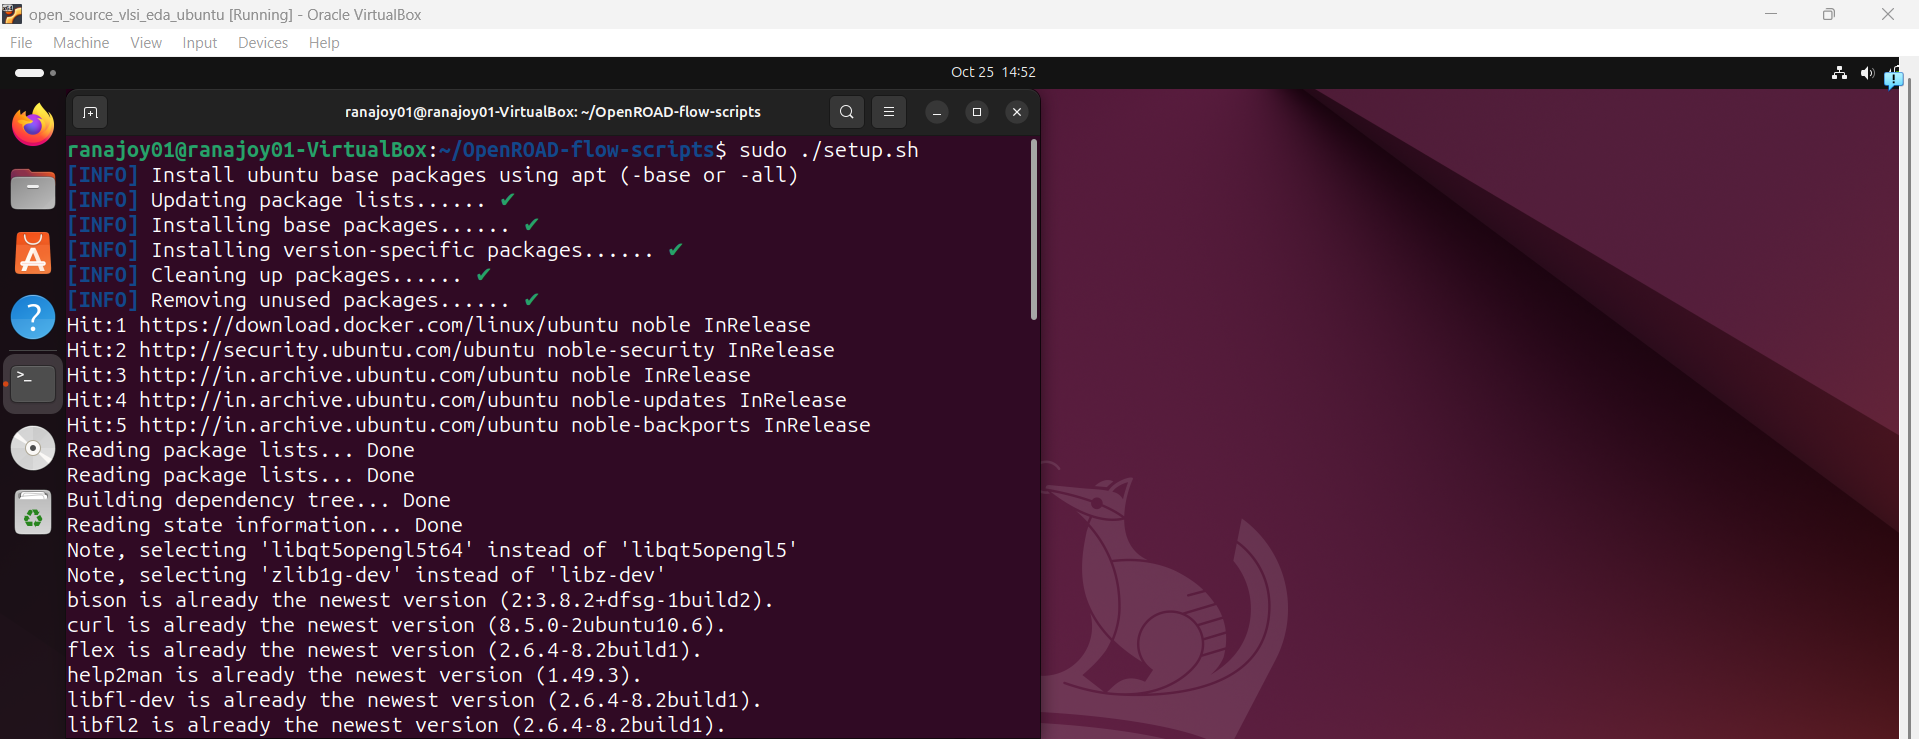 open_source_vlsi_eda_ubuntu [Running] - Oracle VirtualBox
File Machine View Input Devices Help
Oct 25 14:52
ranajoy01@ranajoy01-VirtualBox: ~/OpenROAD-flow-scripts
ranajoy01@ranajoy01-VirtualBox:~/OpenROAD-flow-scripts$ sudo ./setup.sh
[INFO] Install ubuntu base packages using apt (-base or -all)
[INFO] Updating package lists...... ✔
[INFO] Installing base packages...... ✔
[INFO] Installing version-specific packages...... ✔
[INFO] Cleaning up packages...... ✔
[INFO] Removing unused packages...... ✔
Hit:1 https://download.docker.com/linux/ubuntu noble InRelease
Hit:2 http://security.ubuntu.com/ubuntu noble-security InRelease
Hit:3 http://in.archive.ubuntu.com/ubuntu noble InRelease
Hit:4 http://in.archive.ubuntu.com/ubuntu noble-updates InRelease
Hit:5 http://in.archive.ubuntu.com/ubuntu noble-backports InRelease
Reading package lists... Done
Reading package lists... Done
Building dependency tree... Done
Reading state information... Done
Note, selecting 'libqt5opengl5t64' instead of 'libqt5opengl5'
Note, selecting 'zlib1g-dev' instead of 'libz-dev'
bison is already the newest version (2:3.8.2+dfsg-1build2).
curl is already the newest version (8.5.0-2ubuntu10.6).
flex is already the newest version (2.6.4-8.2build1).
help2man is already the newest version (1.49.3).
libfl-dev is already the newest version (2.6.4-8.2build1).
libfl2 is already the newest version (2.6.4-8.2build1).